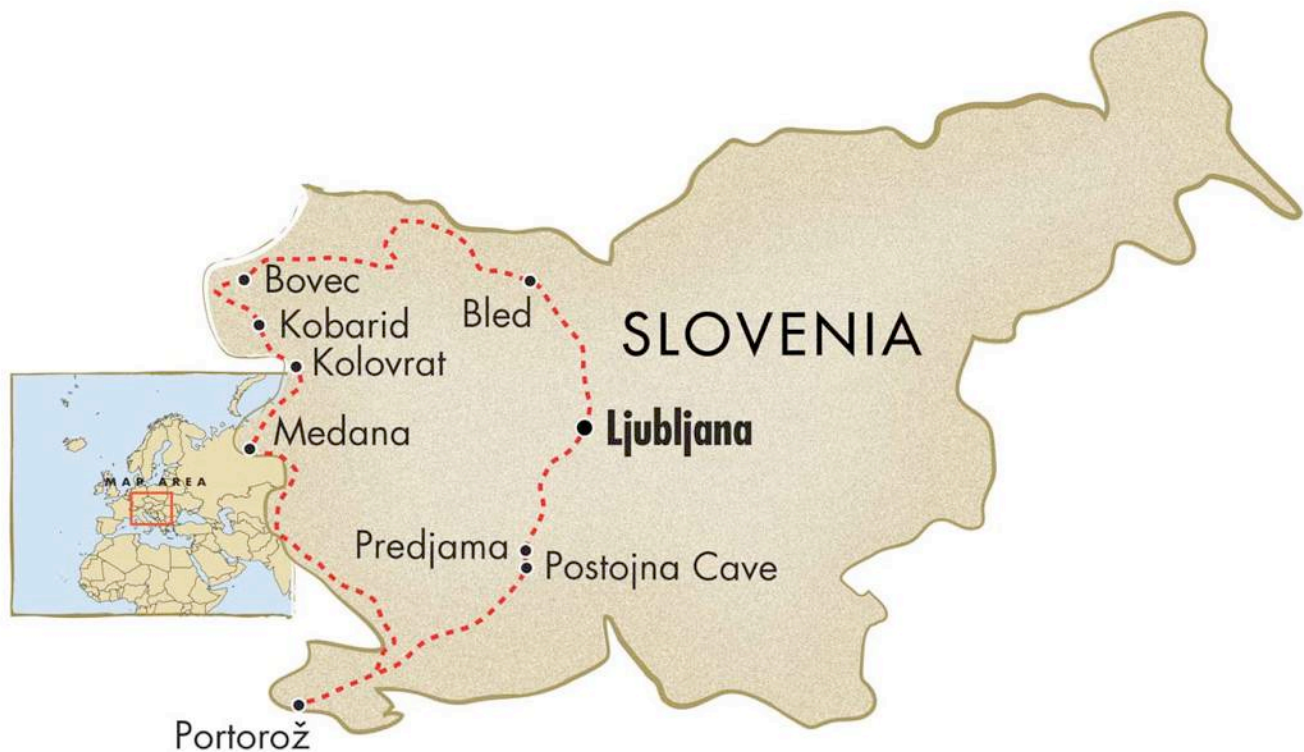 Bovec
Bled
Kobarid
SLOVENIA
Kolovrat
Medana
Ljubljana
MAP AREA
Predjama
Postojna Cave
Portorož